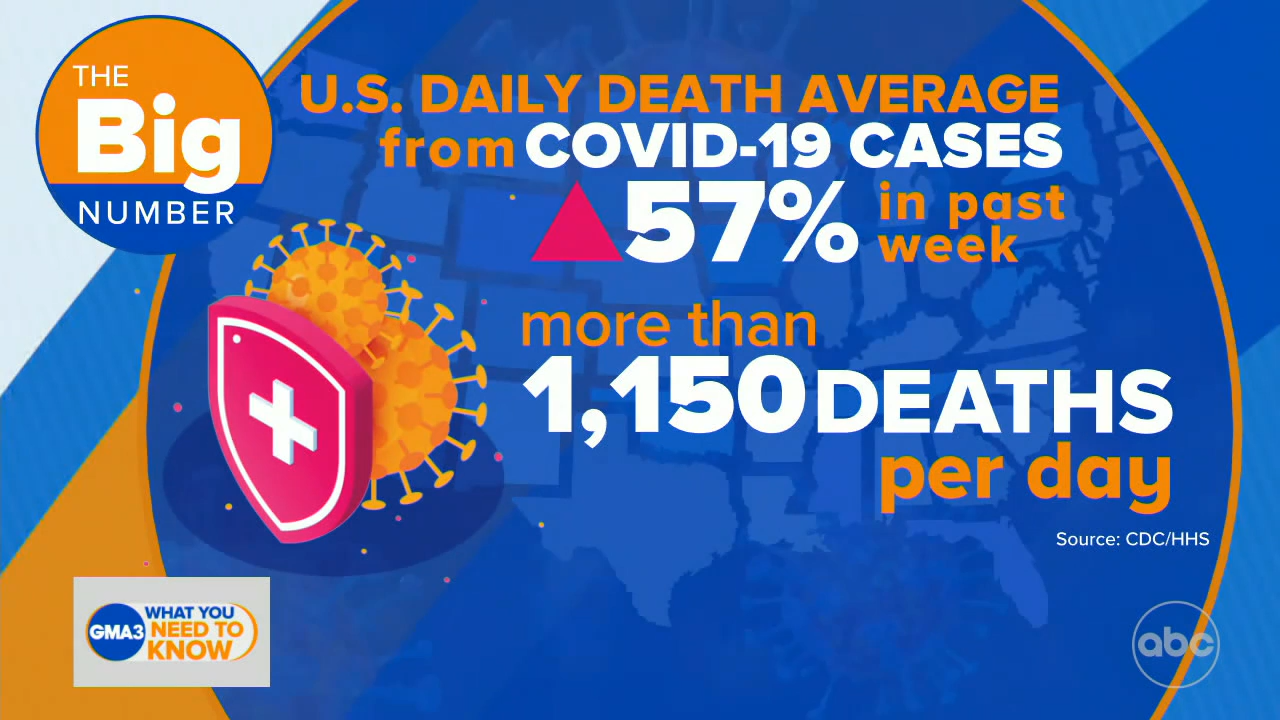 THE
Big
NUMBER
U.S. DAILY DEATH AVERAGE
from COVID-19 CASES
57% in past
week
more than
1,150 DEATHS
per day
Source: CDC/HHS
GMA3
WHAT YOU
NEED TO
KNOW
abc